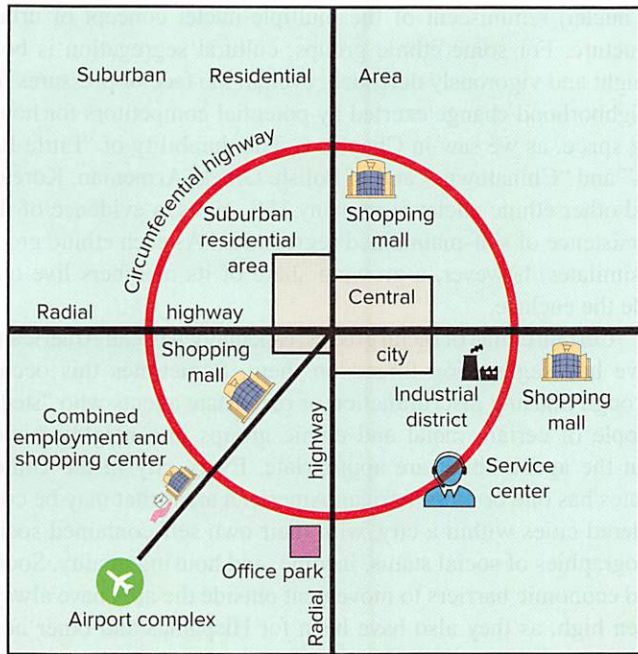 Suburban Residential Area
Circumferential highway
Shopping
mall
Suburban
residential
area
Central
city
Radial highway
Shopping
mall
Combined
employment and
shopping center
Industrial
district
Shopping
mall
Service
center
Radial highway
Office park
Airport complex